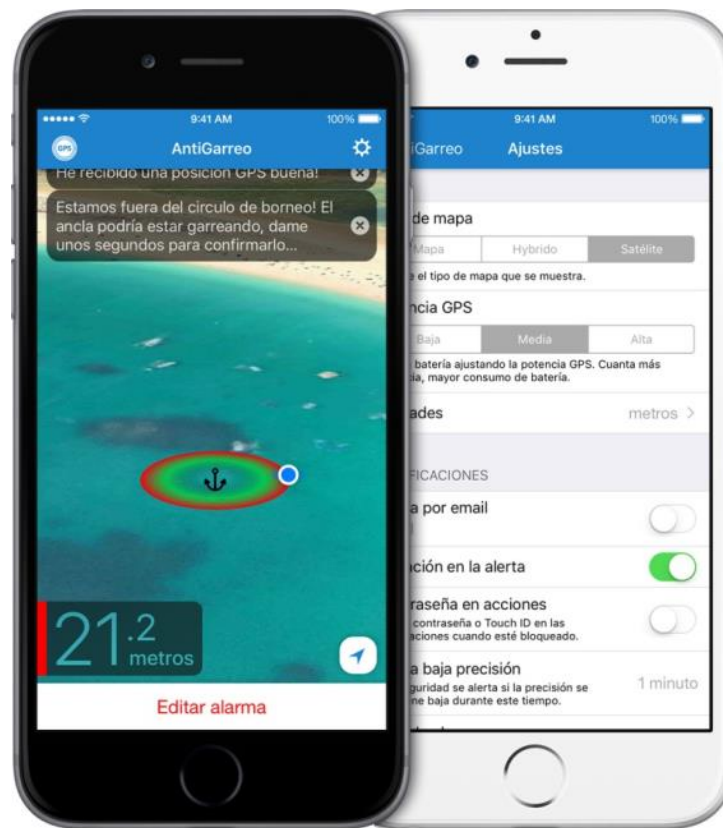 9:41 AM 100%
GPS AntiGarreo
He recibido una posición GPS buena!
Estamos fuera del circulo de borneo! El
ancla podría estar garreando, dame
unos segundos para confirmarlo...
21.2
metros
Editar alarma
9:41 AM 100%
iGarreo Ajustes
de mapa
Mapa Hybrido Satélite
e el tipo de mapa que se muestra.
ncia GPS
Baja Media Alta
batería ajustando la potencia GPS. Cuanta más
cia, mayor consumo de batería.
ades metros
FICACIONES
a por email
ción en la alerta
raseña en acciones
contraseña o Touch ID en las
aciones cuando esté bloqueado.
a baja precisión
guridad se alerta si la precisión se
ne baja durante este tiempo.
1 minuto